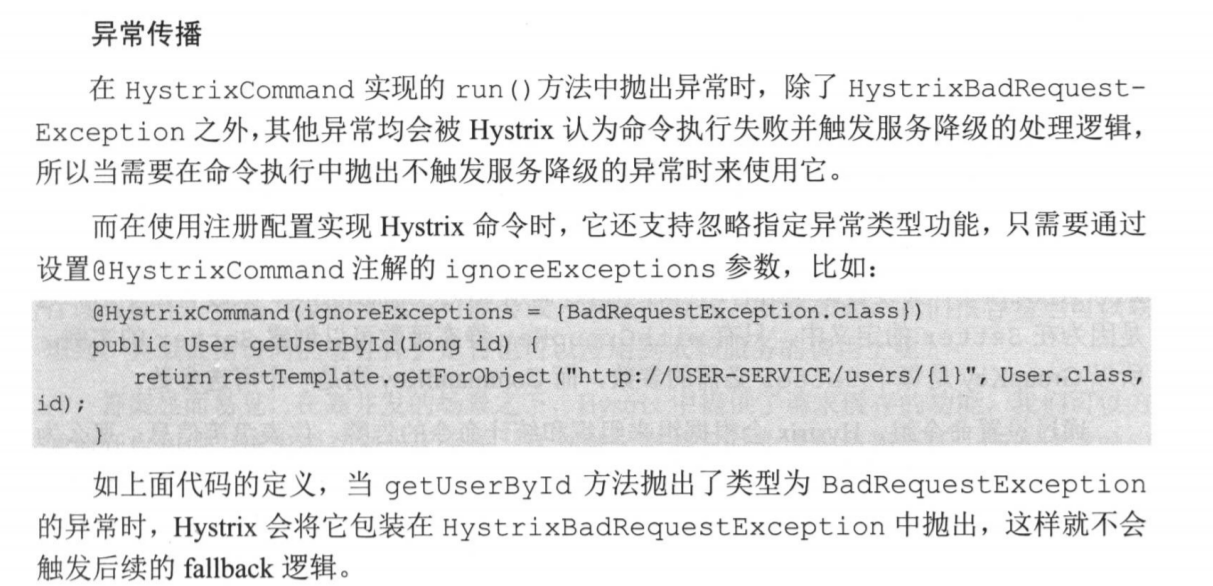 异常传播
在 HystrixCommand 实现的 run()方法中抛出异常时，除了 HystrixBadRequest-
Exception 之外，其他异常均会被 Hystrix 认为命令执行失败并触发服务降级的处理逻辑，
所以当需要在命令执行中抛出不触发服务降级的异常时来使用它。
而在使用注册配置实现 Hystrix 命令时，它还支持忽略指定异常类型功能，只需要通过
设置@HystrixCommand 注解的 ignoreExceptions 参数，比如：
@HystrixCommand(ignoreExceptions = {BadRequestException.class})
public User getUserById(Long id) {
return restTemplate.getForObject("http://USER-SERVICE/users/{1}", User.class,
id);
}
如上面代码的定义，当 getUserById 方法抛出了类型为 BadRequestException
的异常时，Hystrix 会将它包装在 HystrixBadRequestException 中抛出，这样就不会
触发后续的 fallback 逻辑。